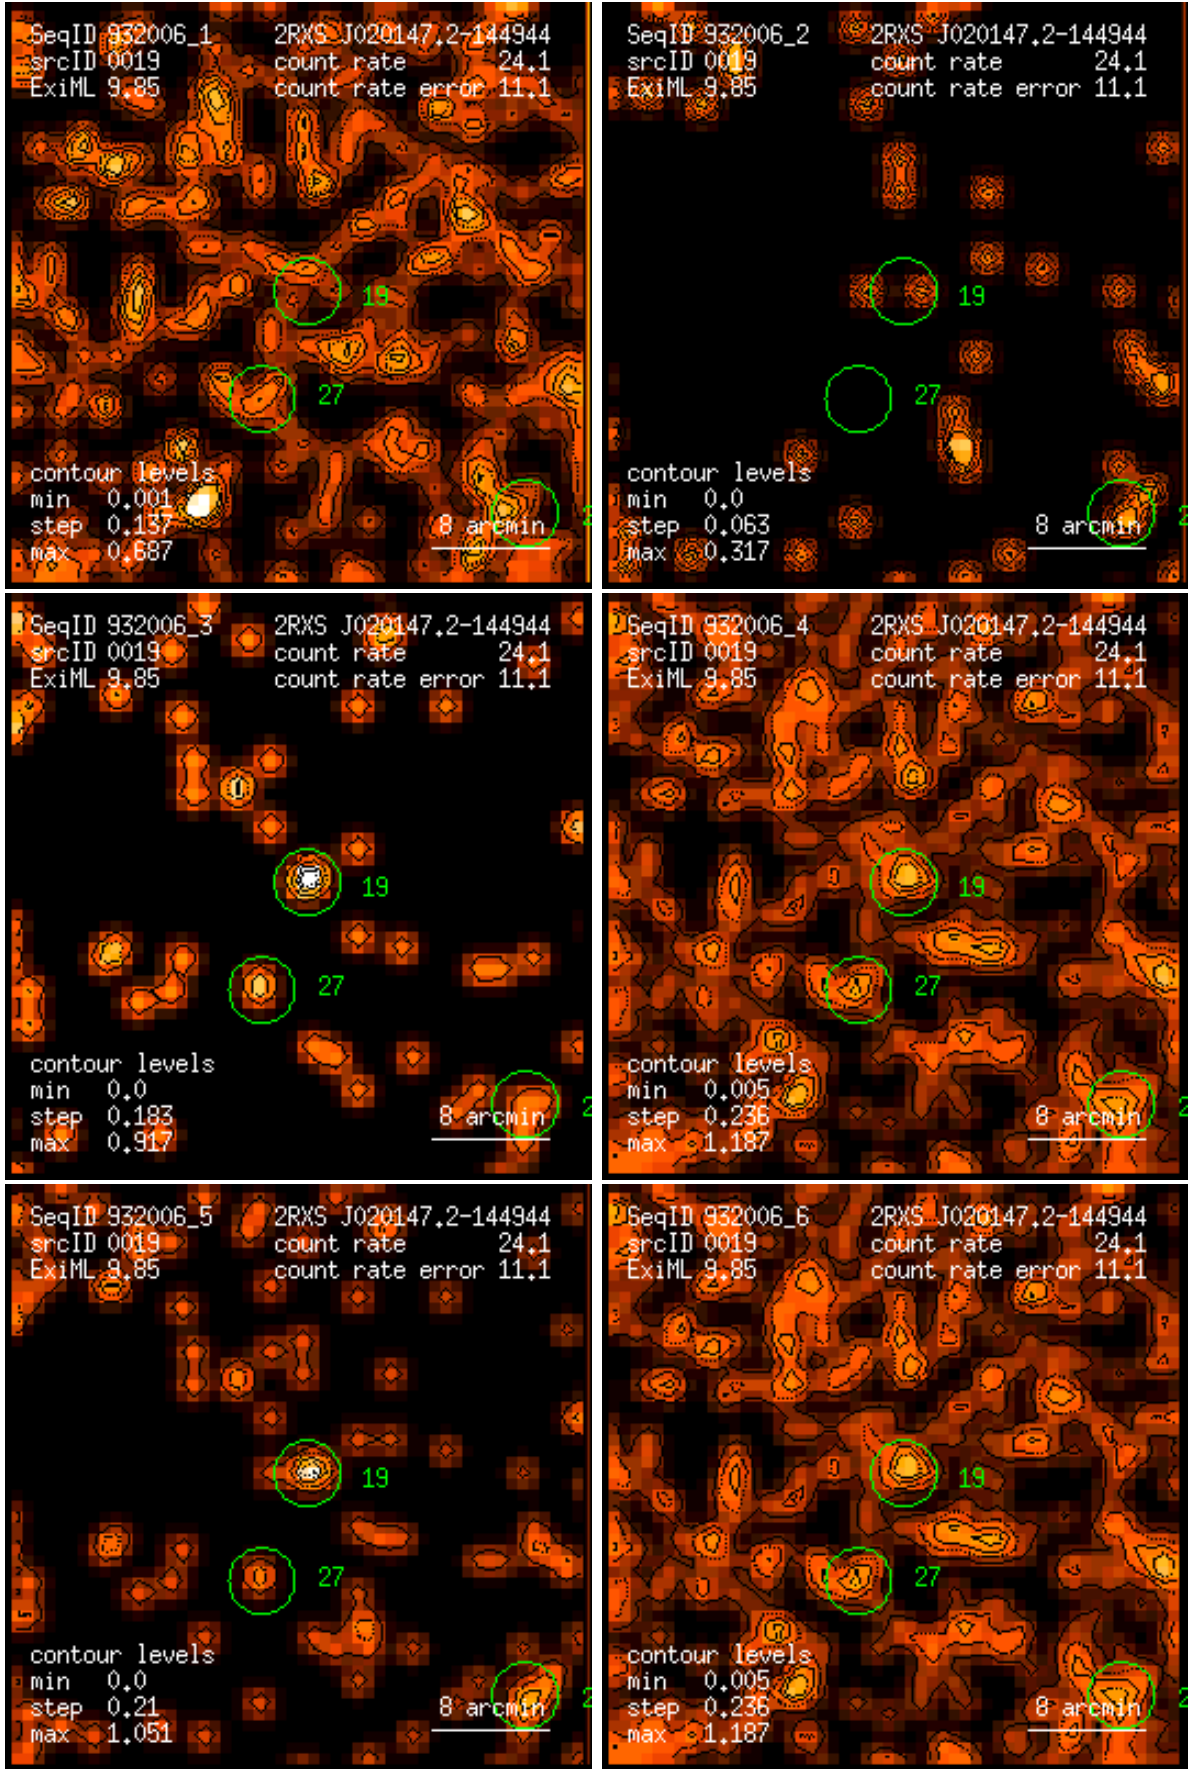 SeqID 932006_1 2RXS J020147.2-144944
srcID 0019 count rate 24.1
ExiML 9.85 count rate error 11.1
19
27
contour levels
min 0.001
step 0.137
max 0.687
8 arcmin
2
SeqID 932006_2 2RXS J020147.2-144944
srcID 0019 count rate 24.1
ExiML 9.85 count rate error 11.1
19
27
contour levels
min 0.0
step 0.063
max 0.317
8 arcmin
2
SeqID 932006_3 2RXS J020147.2-144944
srcID 0019 count rate 24.1
ExiML 9.85 count rate error 11.1
19
27
contour levels
min 0.0
step 0.183
max 0.917
8 arcmin
2
SeqID 932006_4 2RXS J020147.2-144944
srcID 0019 count rate 24.1
ExiML 9.85 count rate error 11.1
19
27
contour levels
min 0.005
step 0.236
max 1.187
8 arcmin
2
SeqID 932006_5 2RXS J020147.2-144944
srcID 0019 count rate 24.1
ExiML 9.85 count rate error 11.1
19
27
contour levels
min 0.0
step 0.21
max 1.051
8 arcmin
2
SeqID 932006_6 2RXS J020147.2-144944
srcID 0019 count rate 24.1
ExiML 9.85 count rate error 11.1
19
27
contour levels
min 0.005
step 0.236
max 1.187
8 arcmin
2